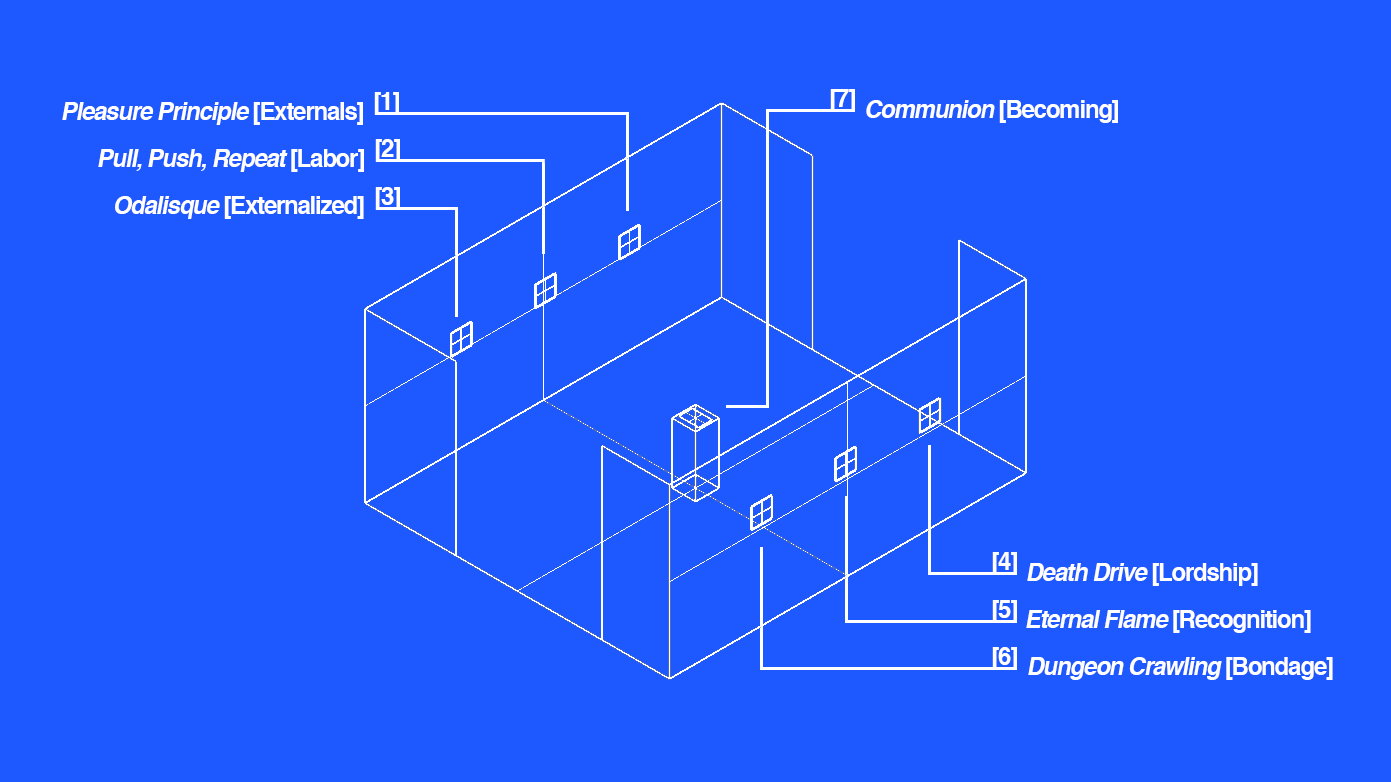 Pleasure Principle [Externals] [1]
Pull, Push, Repeat [Labor] [2]
Odalisque [Externalized] [3]
[7] Communion [Becoming]
[4] Death Drive [Lordship]
[5] Eternal Flame [Recognition]
[6] Dungeon Crawling [Bondage]